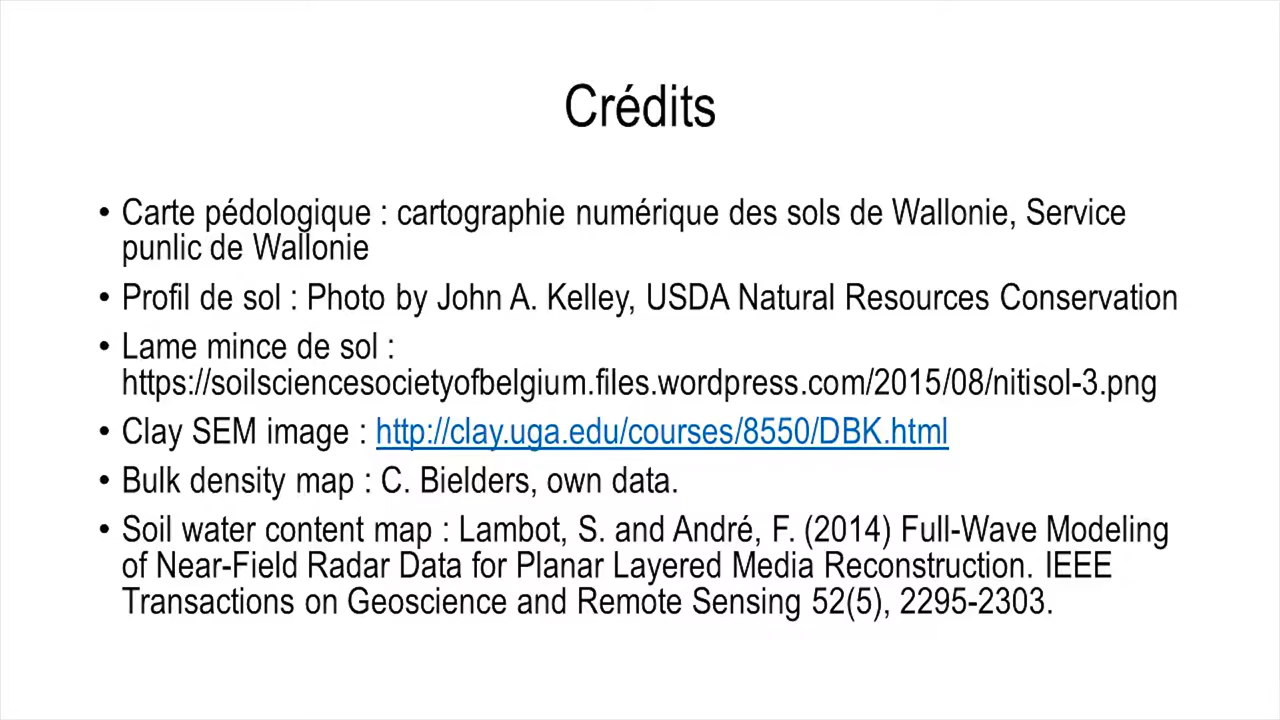 Crédits
• Carte pédologique : cartographie numérique des sols de Wallonie, Service
punlic de Wallonie
• Profil de sol : Photo by John A. Kelley, USDA Natural Resources Conservation
• Lame mince de sol :
https://soilsciencesocietyofbelgium.files.wordpress.com/2015/08/nitisol-3.png
• Clay SEM image : http://clay.uga.edu/courses/8550/DBK.html
• Bulk density map : C. Bielders, own data.
• Soil water content map : Lambot, S. and André, F. (2014) Full-Wave Modeling
of Near-Field Radar Data for Planar Layered Media Reconstruction. IEEE
Transactions on Geoscience and Remote Sensing 52(5), 2295-2303.